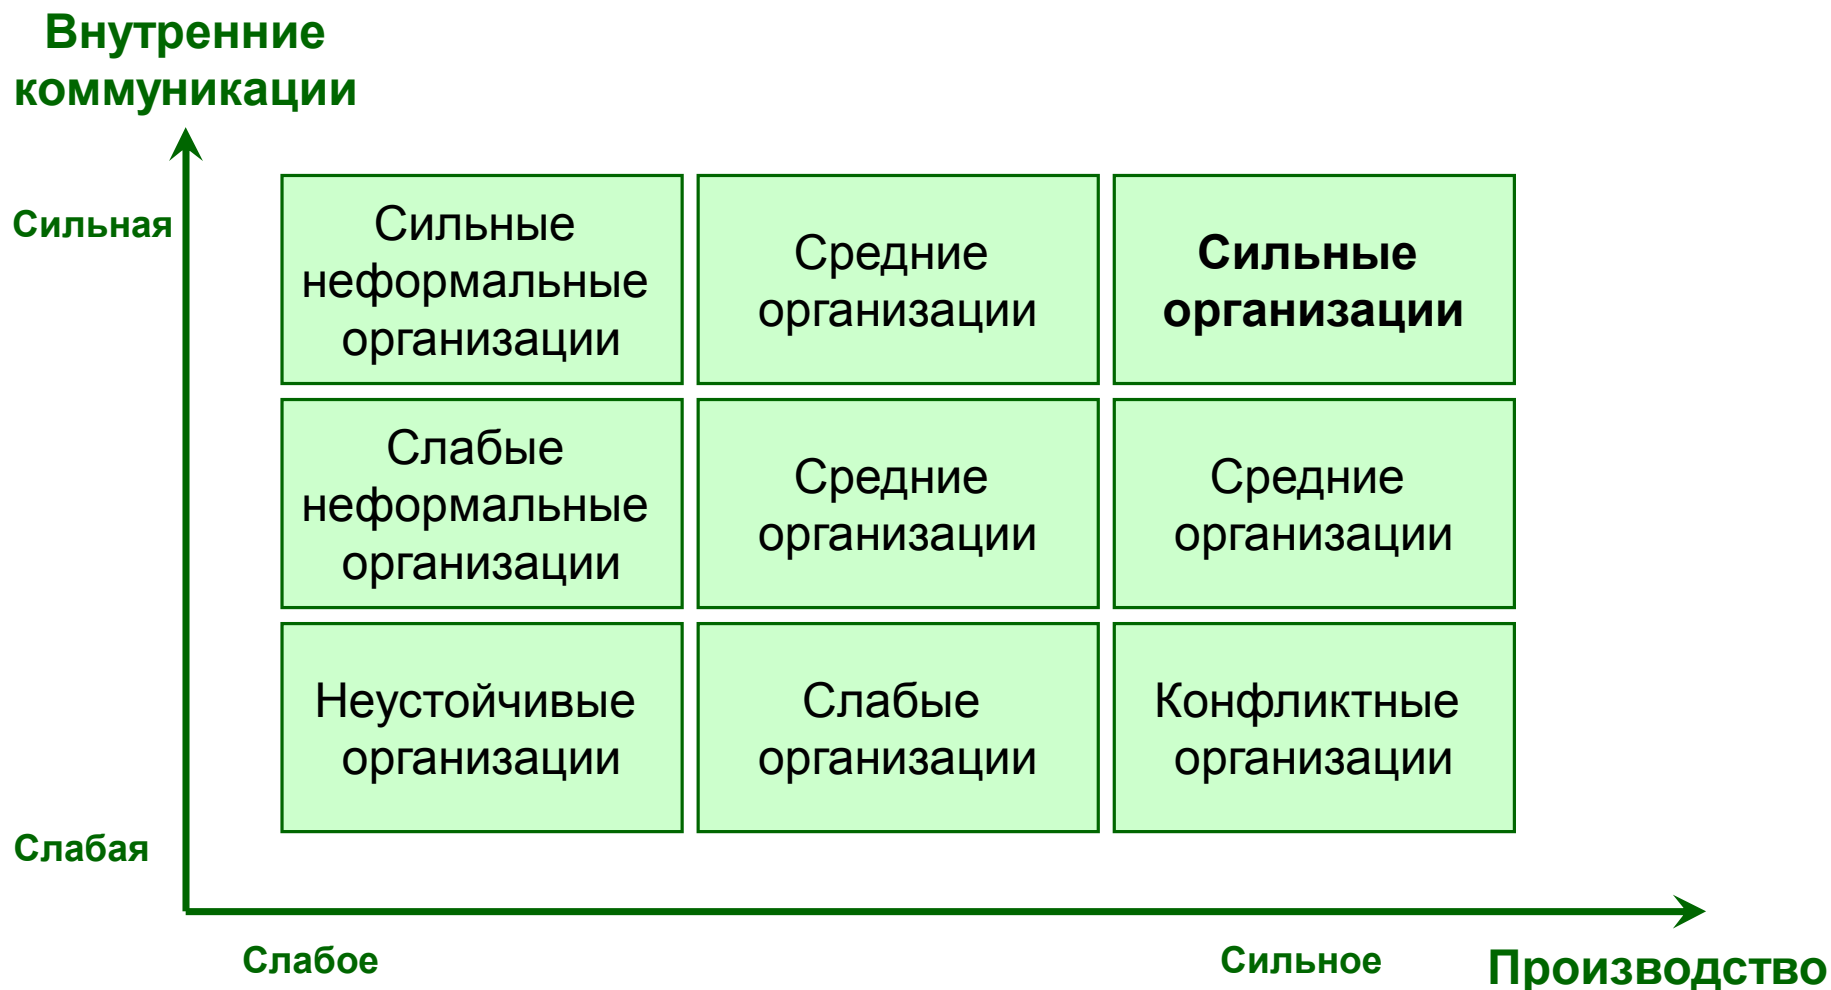 Внутренние
коммуникации
Сильная
Сильные
неформальные
организации
Средние
организации
Сильные
организации
Слабые
неформальные
организации
Средние
организации
Средние
организации
Неустойчивые
организации
Слабые
организации
Конфликтные
организации
Слабая
Слабое
Сильное
Производство